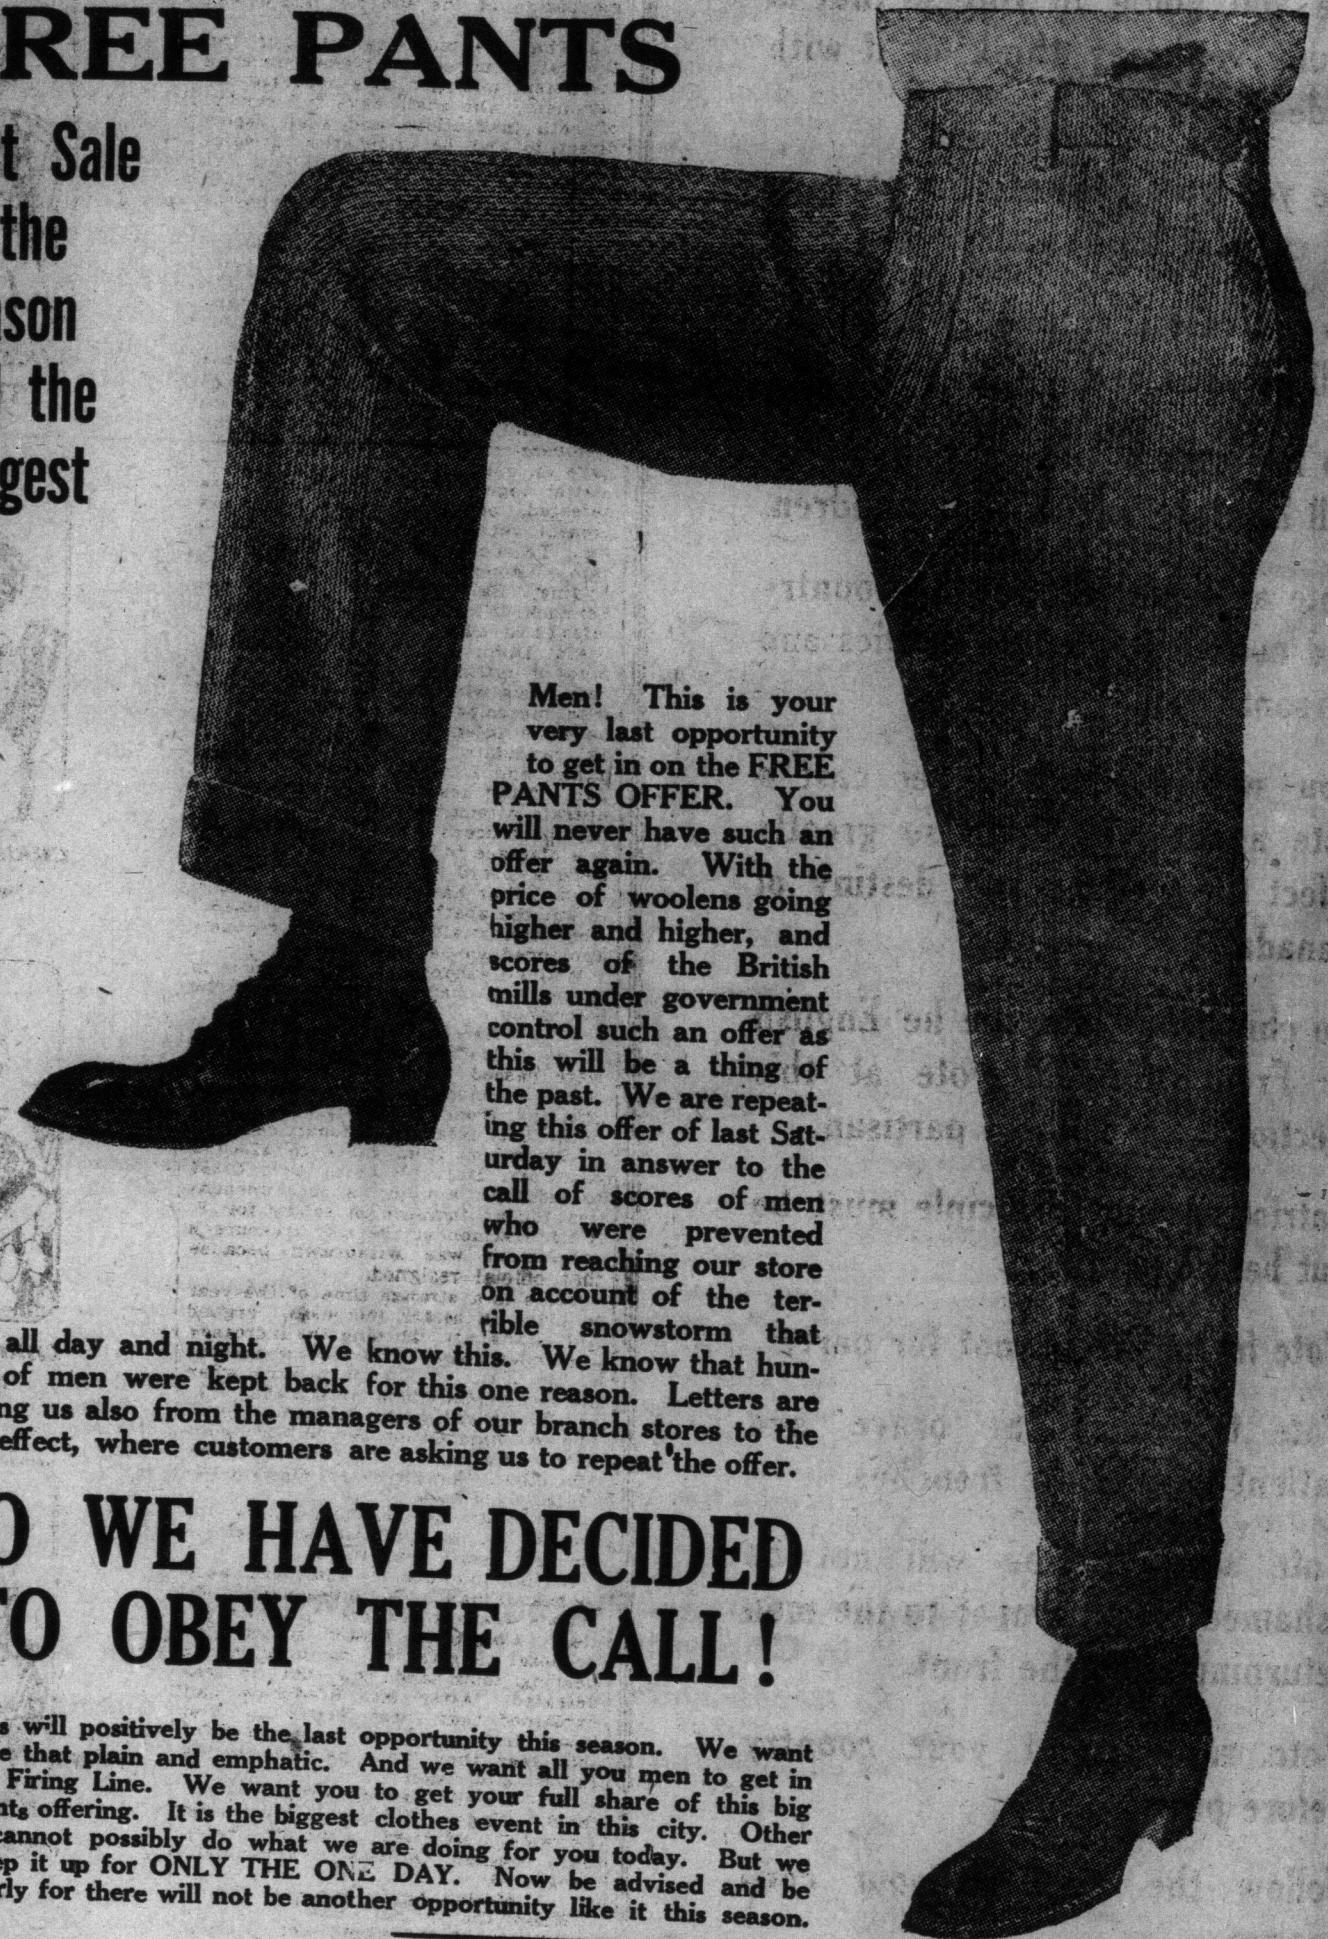 REE PANTS
t Sale
the
son
the
gest
Men! This is your
very last opportunity
to get in on the FREE
PANTS OFFER. You
will never have such an
offer again. With the
price of woolens going
higher and higher, and
scores of the British
mills under government
control such an offer as
this will be a thing of
the past. We are repeat-
ing this offer of last Sat-
urday in answer to the
call of scores of men
who were prevented
from reaching our store
on account of the ter-
rible snowstorm that
all day and night. We know this. We know that hun-
of men were kept back for this one reason. Letters are
ng us also from the managers of our branch stores to the
effect, where customers are asking us to repeat the offer.
O WE HAVE DECIDED
TO OBEY THE CALL!
s will positively be the last opportunity this season. We want
e that plain and emphatic. And we want all you men to get in
Firing Line. We want you to get your full share of this big
nts offering. It is the biggest clothes event in this city. Other
cannot possibly do what we are doing for you today. But we
ep it up for ONLY THE ONE DAY. Now be advised and be
rly for there will not be another opportunity like it this season.